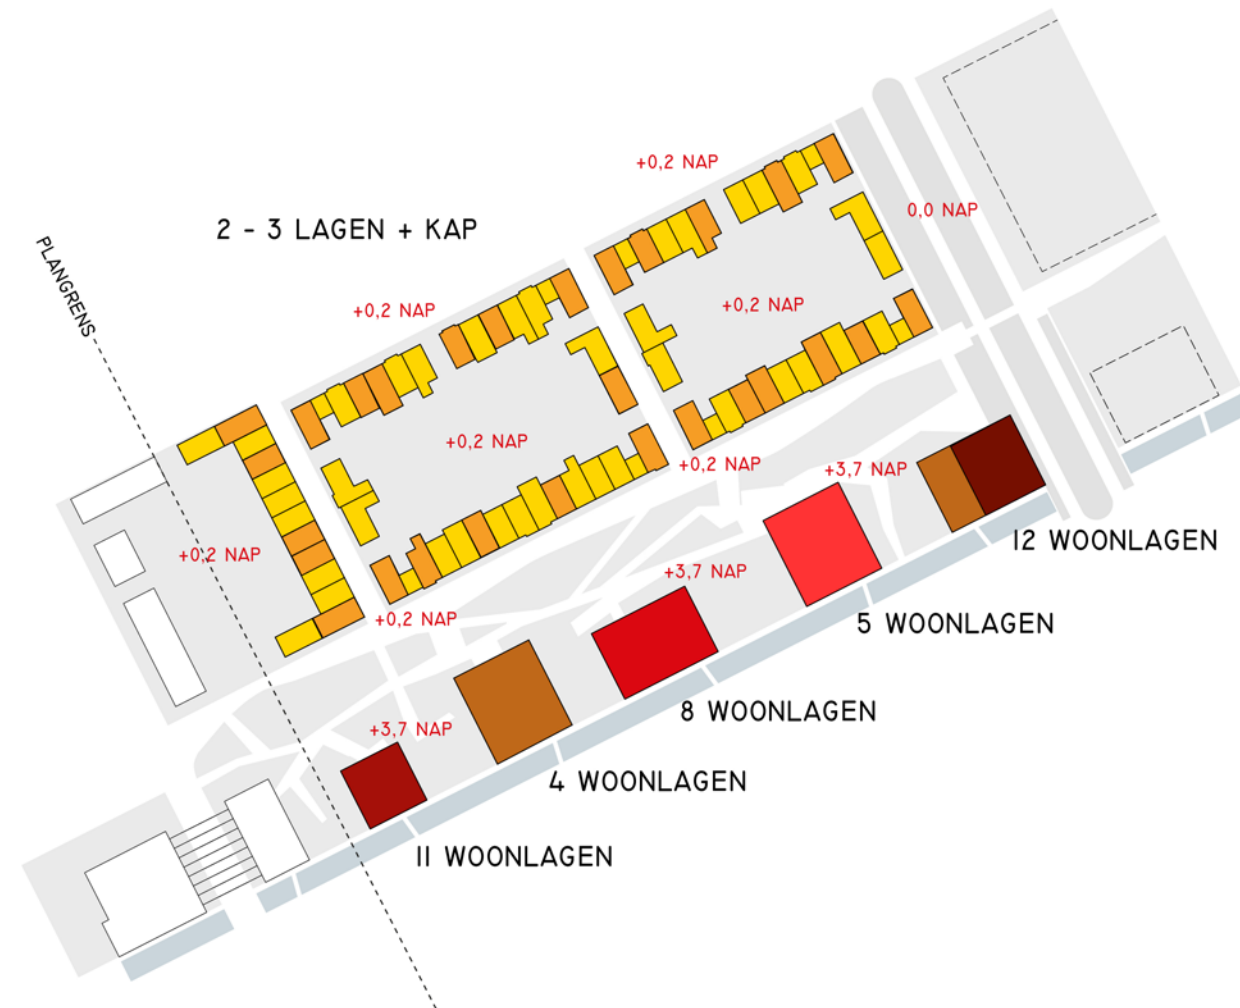 +0,2 NAP
0,0 NAP
2 - 3 LAGEN + KAP
PLANGRENS
+0,2 NAP
+0,2 NAP
+0,2 NAP
+0,2 NAP
+3,7 NAP
12 WOONLAGEN
+0,2 NAP
+3,7 NAP
+0,2 NAP
5 WOONLAGEN
8 WOONLAGEN
+3,7 NAP
4 WOONLAGEN
11 WOONLAGEN